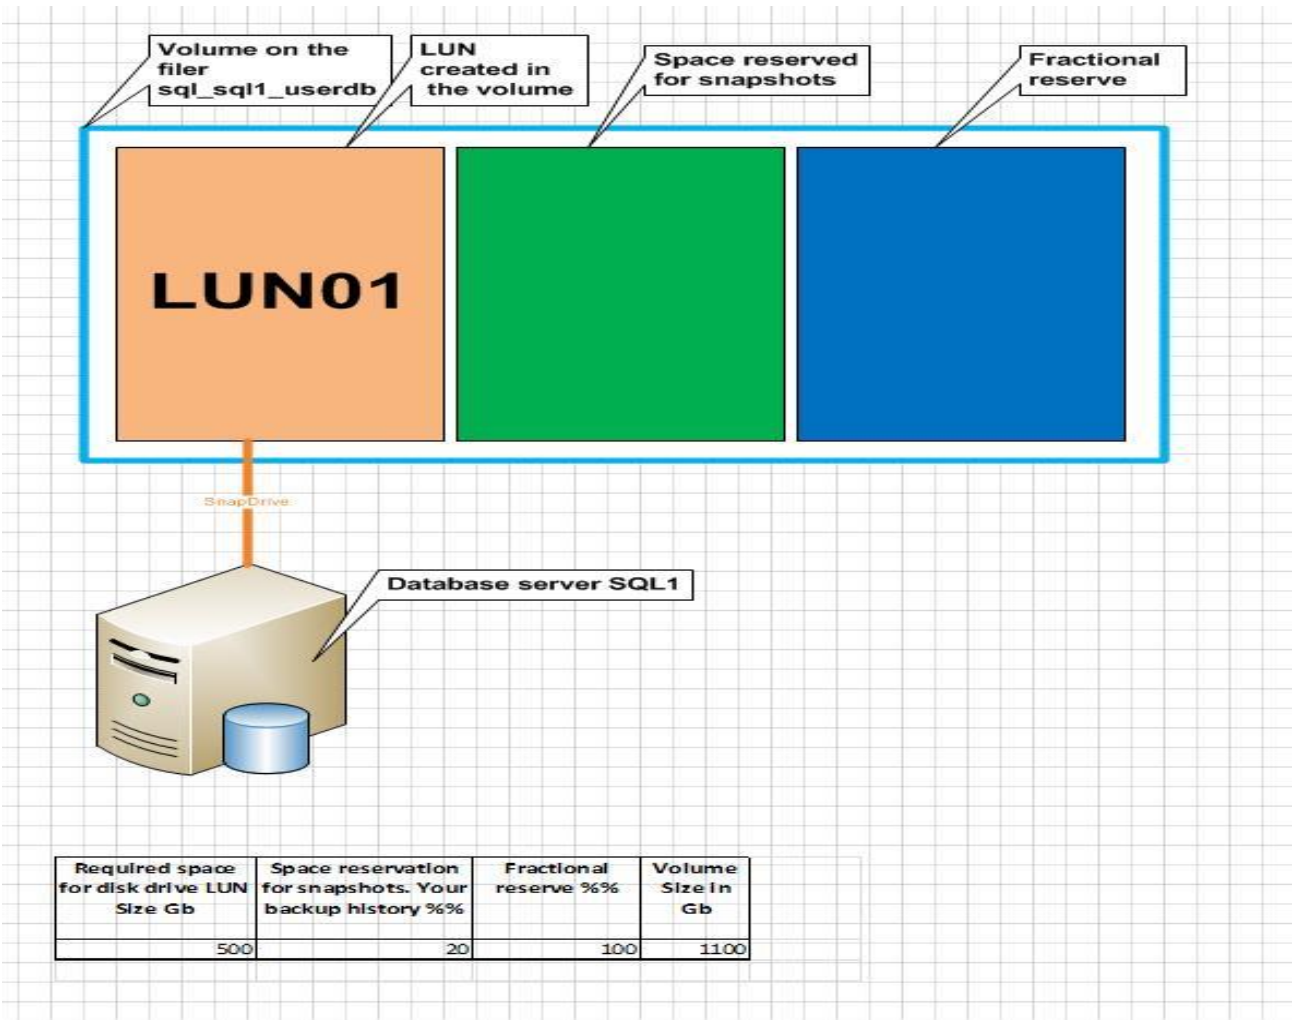 Volume on the
filer
sql_sql1_userdb
LUN
created in
the volume
Space reserved
for snapshots
Fractional
reserve
LUN01
SnapDrive
Database server SQL1
Required space
for disk drive LUN
Size Gb
Space reservation
for snapshots. Your
backup history %%
Fractional
reserve %%
Volume
Size in
Gb
500
20
100
1100